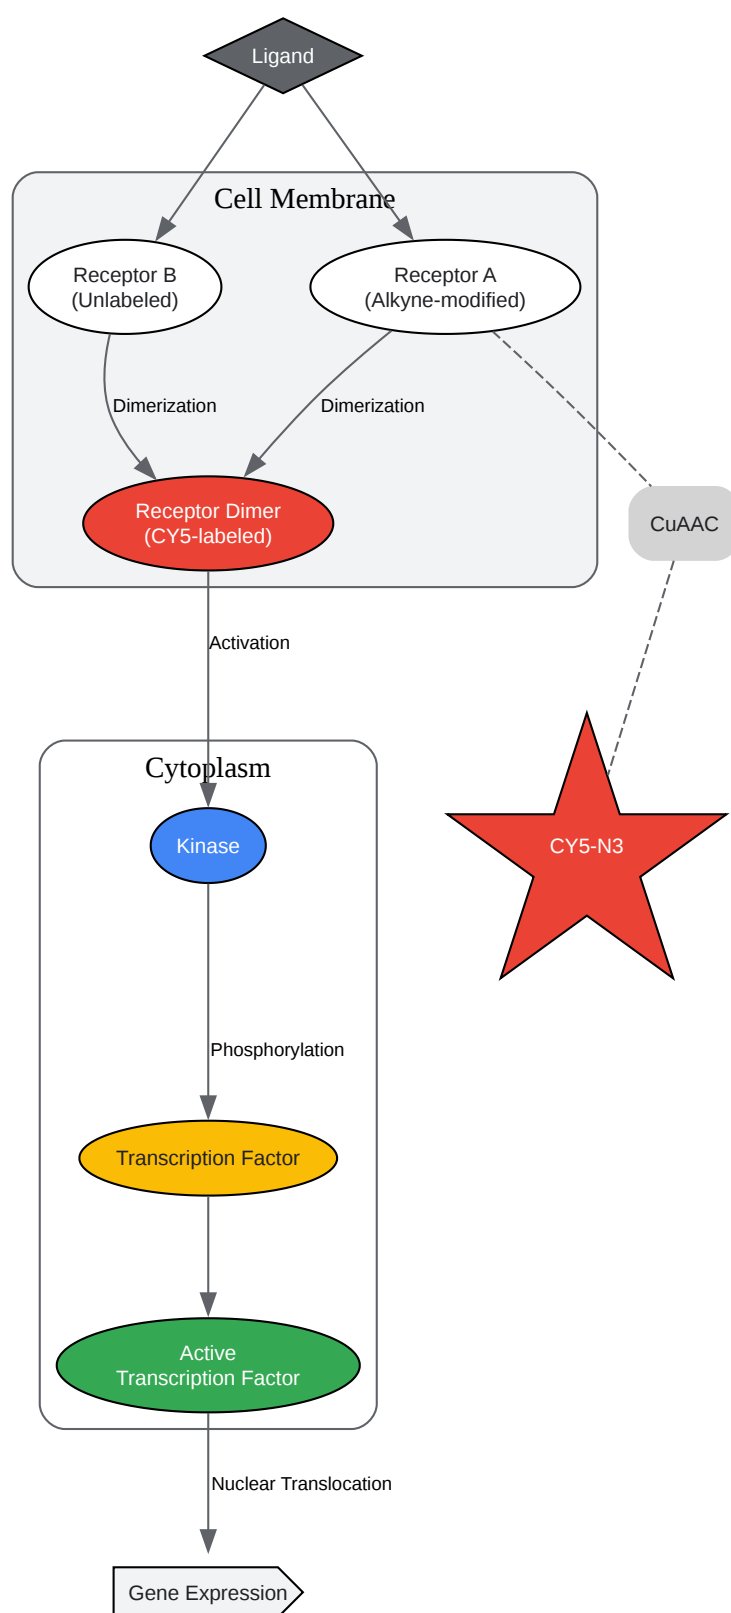 Ligand
Cell Membrane
Receptor B
(Unlabeled)
Receptor A
(Alkyne-modified)
Dimerization
Dimerization
Receptor Dimer
(CY5-labeled)
CuAAC
Activation
Cytoplasm
Kinase
CY5-N3
Phosphorylation
Transcription Factor
Active
Transcription Factor
Nuclear Translocation
Gene Expression